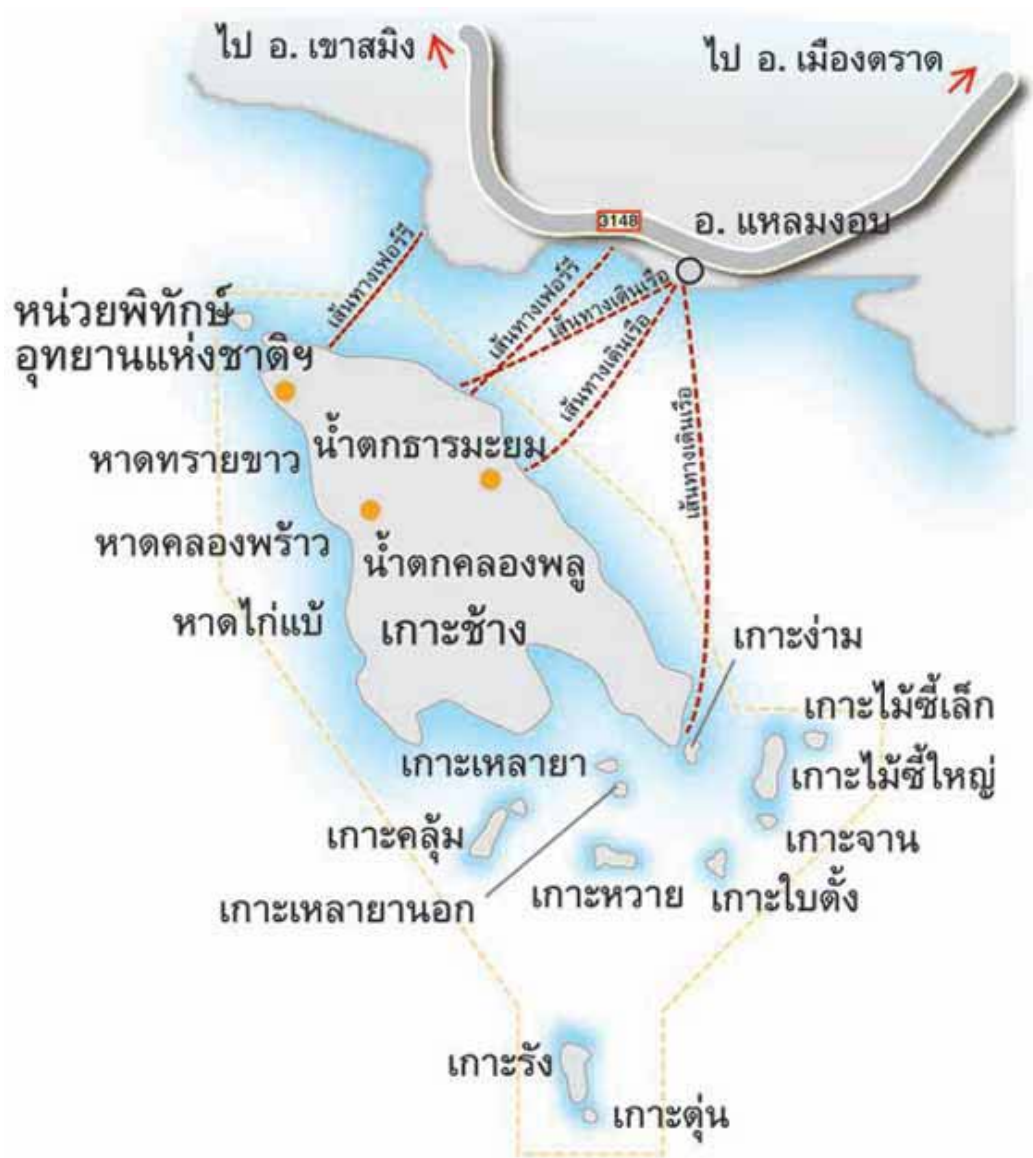 ไป อ. เขาสมิง
ไป อ. เมืองตราด
3148
อ. แหลมงอบ
เส้นทางเฟอร์รี่
เส้นทางเฟอร์รี่
เส้นทางเดินเรือ
เส้นทางเดินเรือ
เส้นทางเดินเรือ
หน่วยพิทักษ์
อุทยานแห่งชาติฯ
น้ำตกธารมะยม
หาดทรายขาว
หาดคลองพร้าว
น้ำตกคลองพลู
หาดไก่แบ้
เกาะช้าง
เกาะง่าม
เกาะไม้ซี้เล็ก
เกาะเหลายา
เกาะไม้ซี้ใหญ่
เกาะคลุ้ม
เกาะจาน
เกาะหวาย
เกาะใบตั้ง
เกาะเหลายานอก
เกาะรัง
เกาะตุ่น